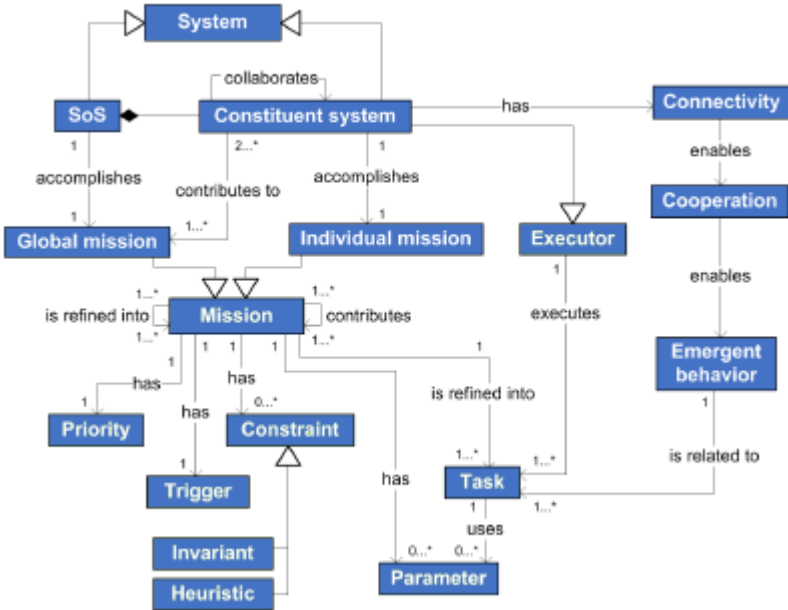 System
collaborates
SoS
Constituent system
has
Connectivity
1
2...*
1
enables
accomplishes
contributes to
accomplishes
Cooperation
1
1...*
1
Global mission
Individual mission
Executor
1
enables
1...*
1...*
is refined into
Mission
contributes
executes
1...*
1...*
1
1
1
1
1
Emergent
behavior
has
has
is refined into
1
1
0...*
has
Priority
Constraint
1...*
1...*
is related to
1
has
Task
Trigger
1
1...*
uses
Invariant
0...*
0...*
Heuristic
Parameter